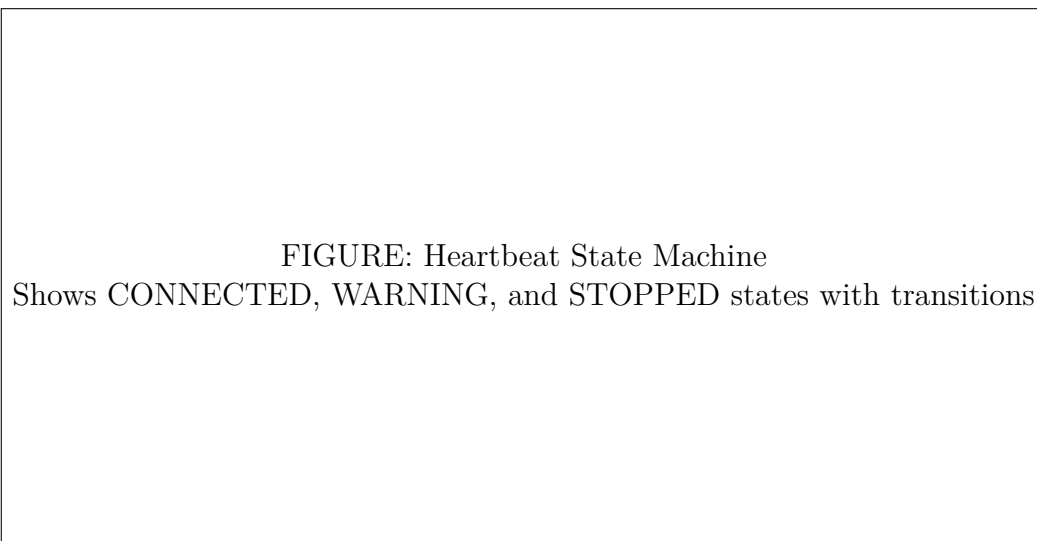 FIGURE: Heartbeat State Machine
Shows CONNECTED, WARNING, and STOPPED states with transitions